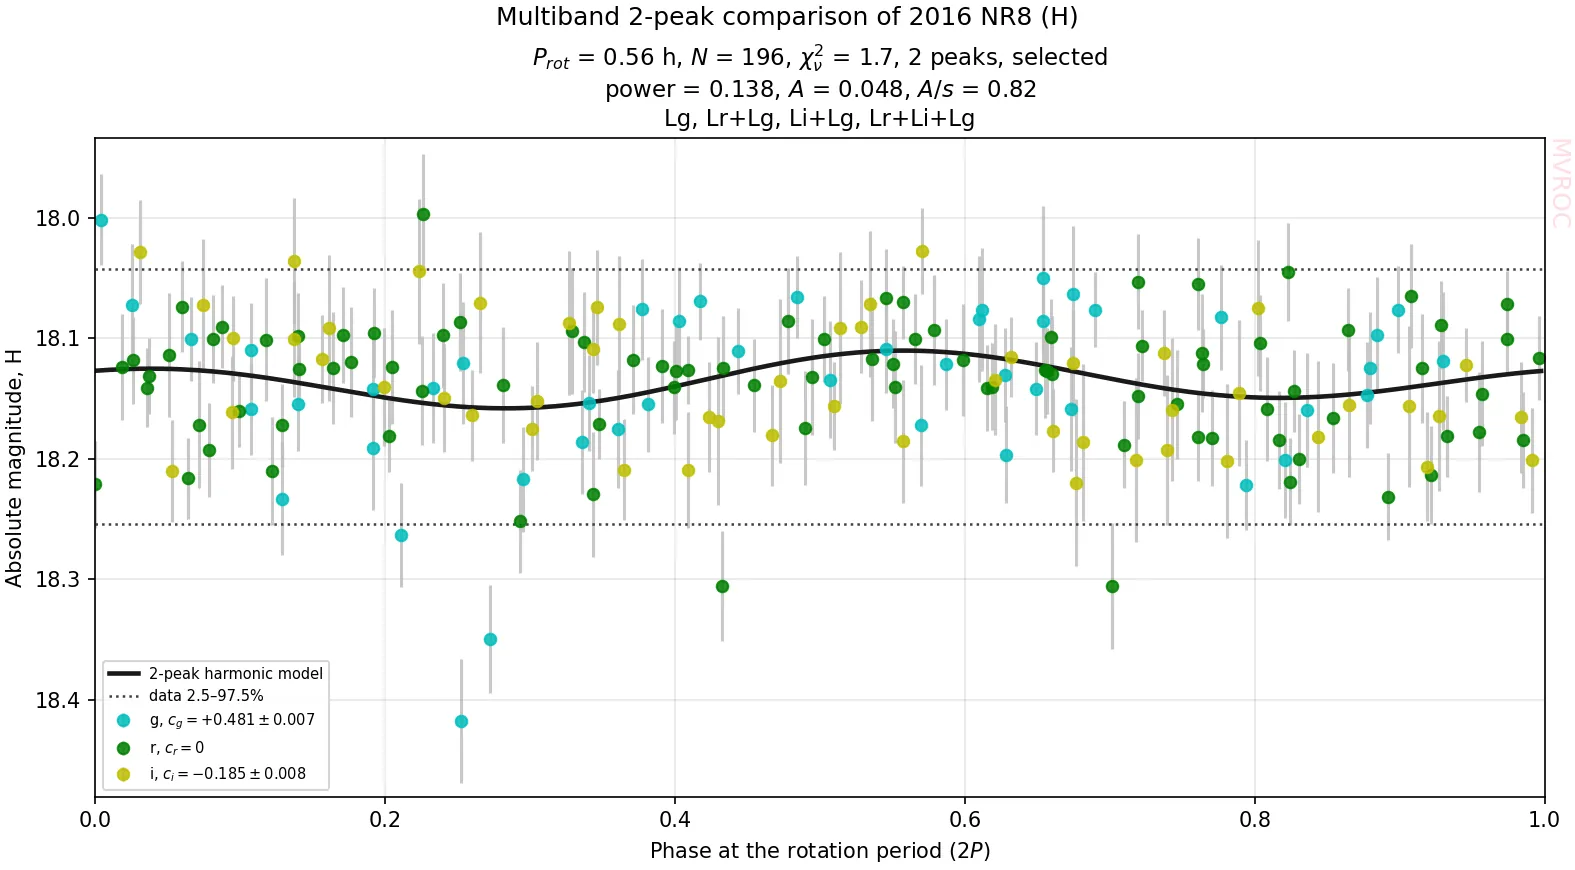 Multiband 2-peak comparison of 2016 NR8 (H)
P_rot = 0.56 h, N = 196, χ²_ν = 1.7, 2 peaks, selected
power = 0.138, A = 0.048, A/s = 0.82
Lg, Lr+Lg, Li+Lg, Lr+Li+Lg
MVROC
Absolute magnitude, H
18.0
18.1
18.2
18.3
18.4
2-peak harmonic model
data 2.5–97.5%
g, c_g = +0.481 ± 0.007
r, c_r = 0
i, c_i = −0.185 ± 0.008
0.0 0.2 0.4 0.6 0.8 1.0
Phase at the rotation period (2P)